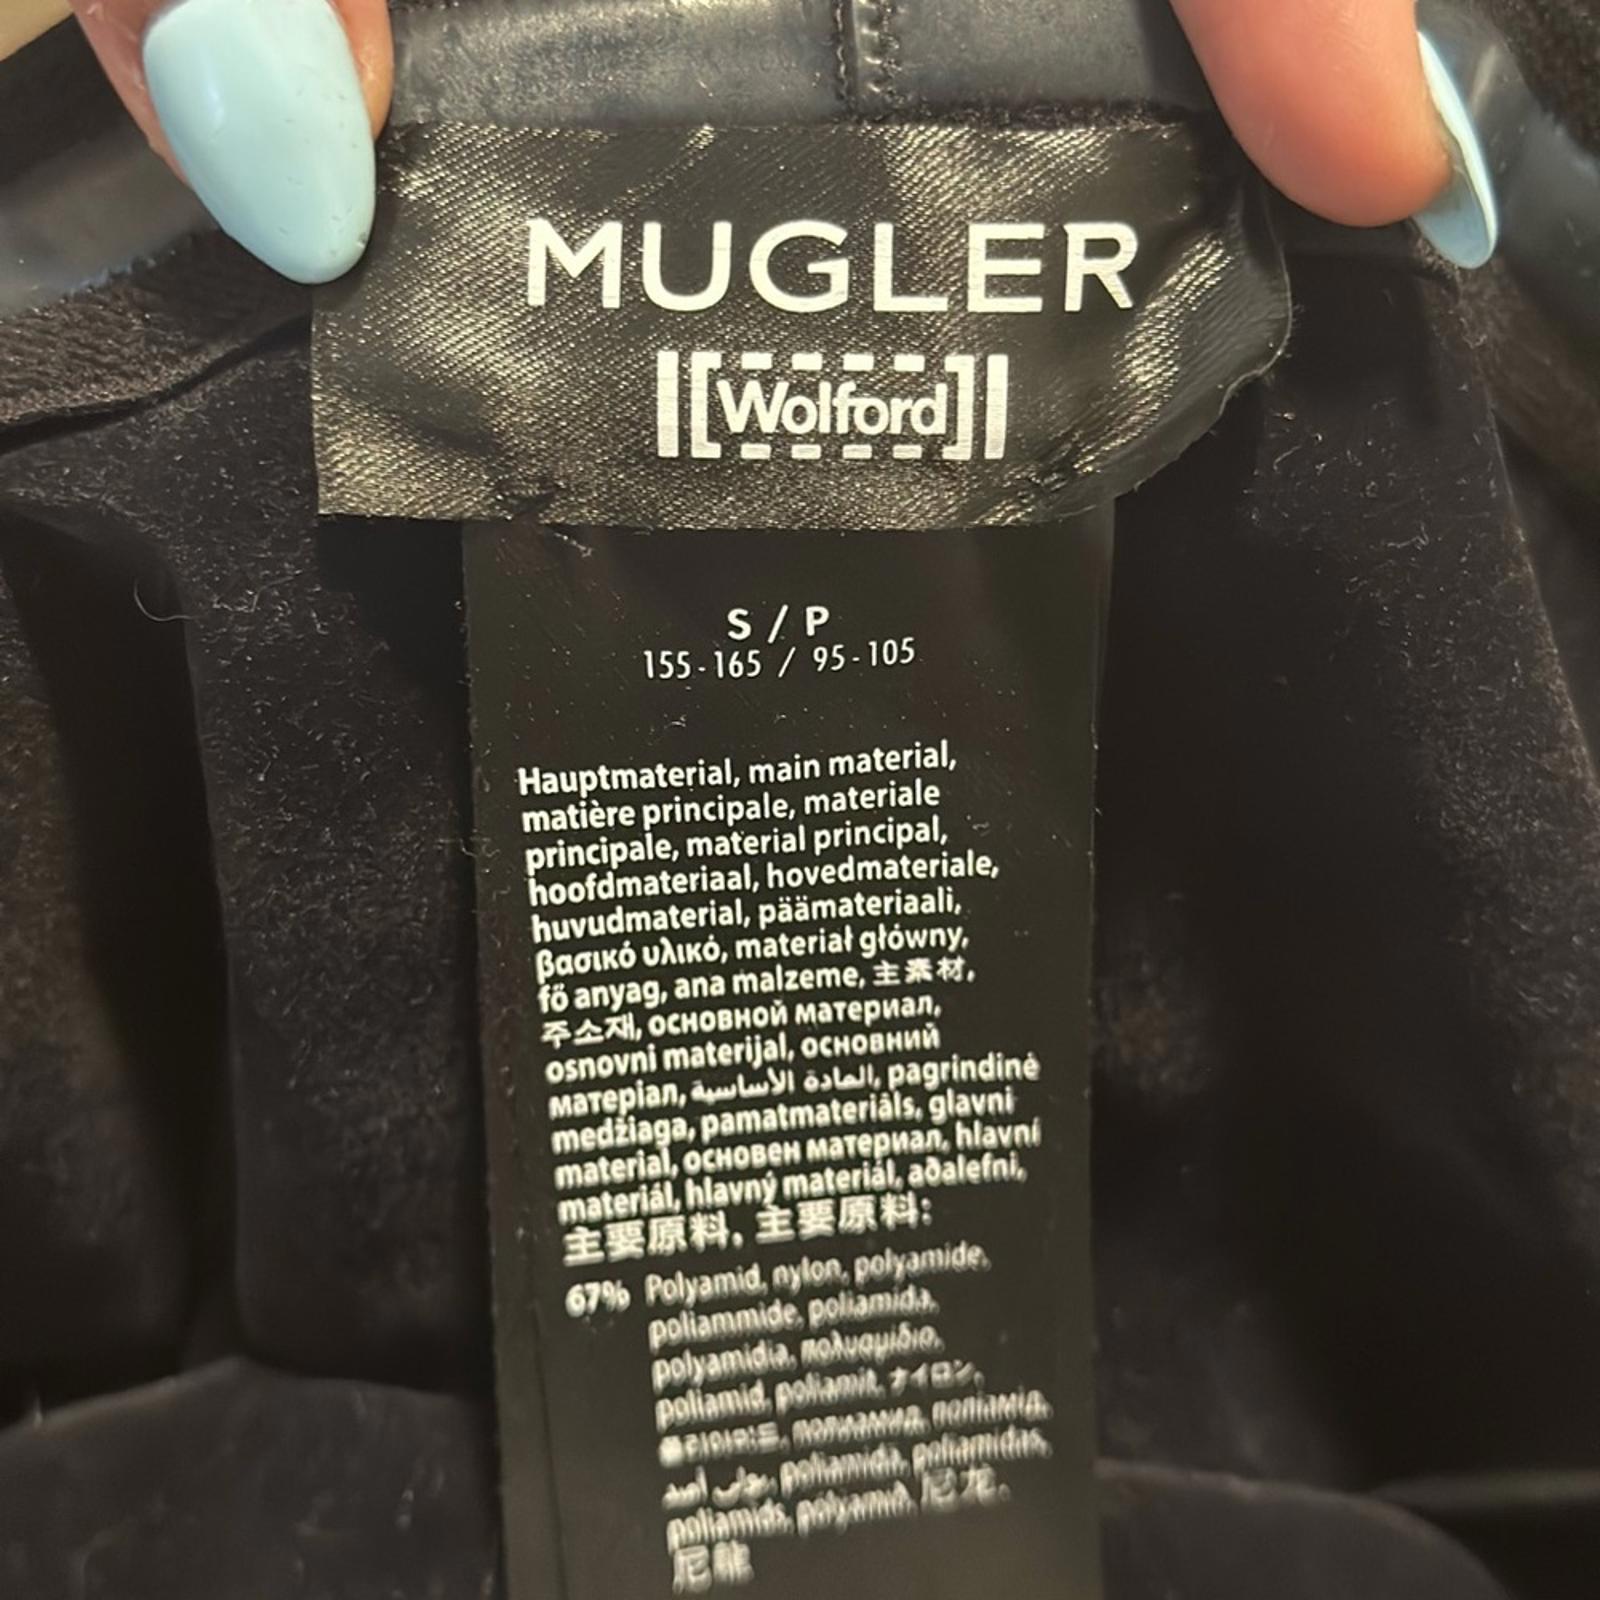 MUGLER
Wolford
S / P
155-165 / 95-105
Hauptmaterial, main material,
matière principale, materiale
principale, material principal,
hoofdmateriaal, hovedmateriale,
huvudmaterial, päämateriaali,
βασικό υλικό, materiał główny,
fő anyag, ana malzeme, 主素材,
주소재, основной материал,
osnovni materijal, основний
матеріал, المادة الأساسية, pagrindinė
medžiaga, pamatmateriāls, glavni
material, основен материал, hlavní
materiál, hlavný materiál, aðalefni,
主要原料, 主要原料:
67% Polyamid, nylon, polyamide,
poliammide, poliamida,
polyamidia, πολυαμίδιο,
poliamid, poliamit, ナイロン,
полиамид, поліамід,
poliamida, poliamidas,
poliamīds, polyamíð, 尼龙,
尼龍